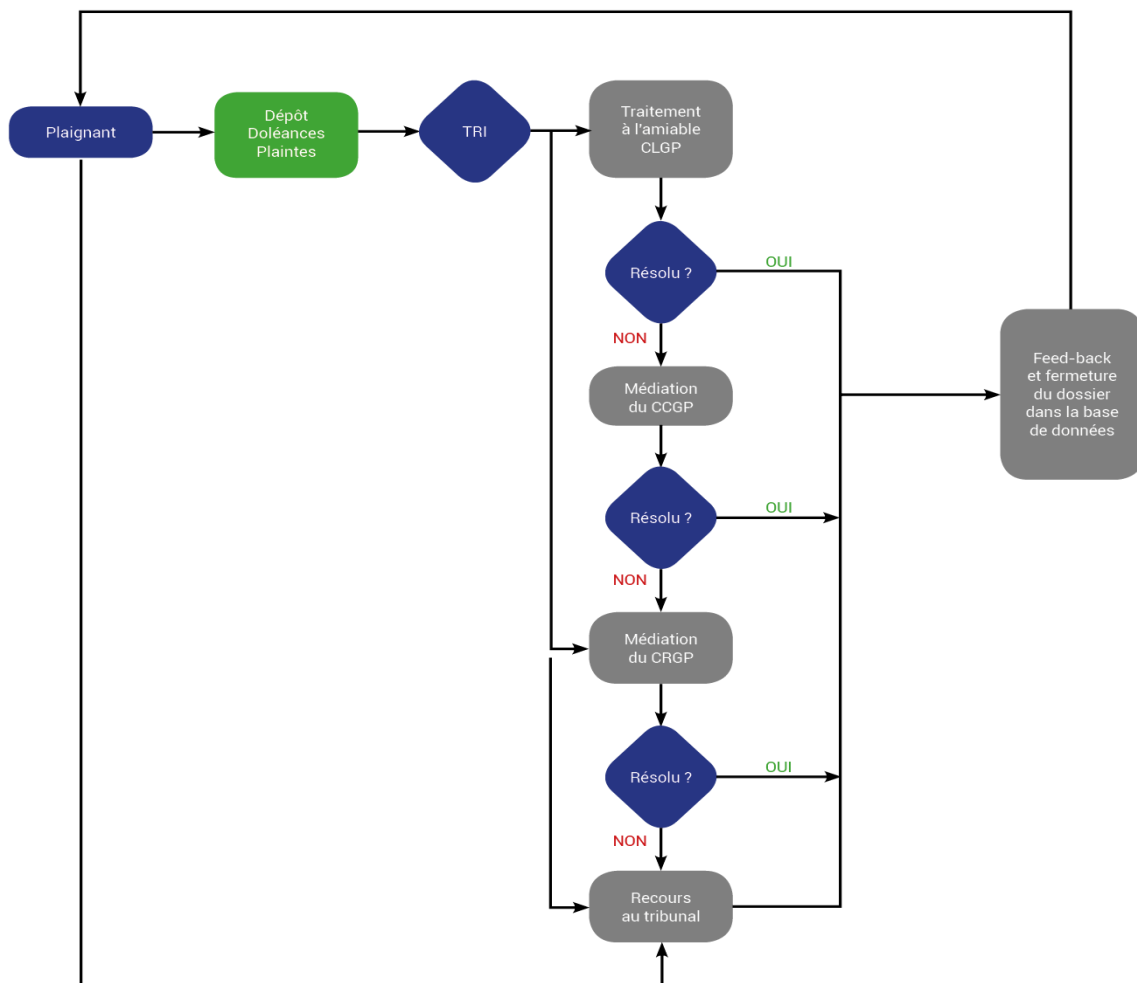 Plaignant
Dépôt
Doléances
Plaintes
TRI
Traitement
à l'amiable
CLGP
Résolu ?
OUI
NON
Médiation
du CCGP
Résolu ?
OUI
NON
Médiation
du CRGP
Résolu ?
OUI
NON
Recours
au tribunal
Feed-back
et fermeture
du dossier
dans la base
de données